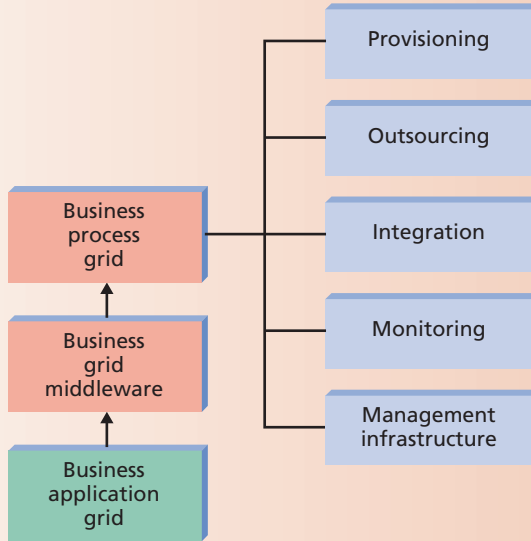 Provisioning
Outsourcing
Business
process
grid
Integration
Business
grid
middleware
Monitoring
Management
infrastructure
Business
application
grid